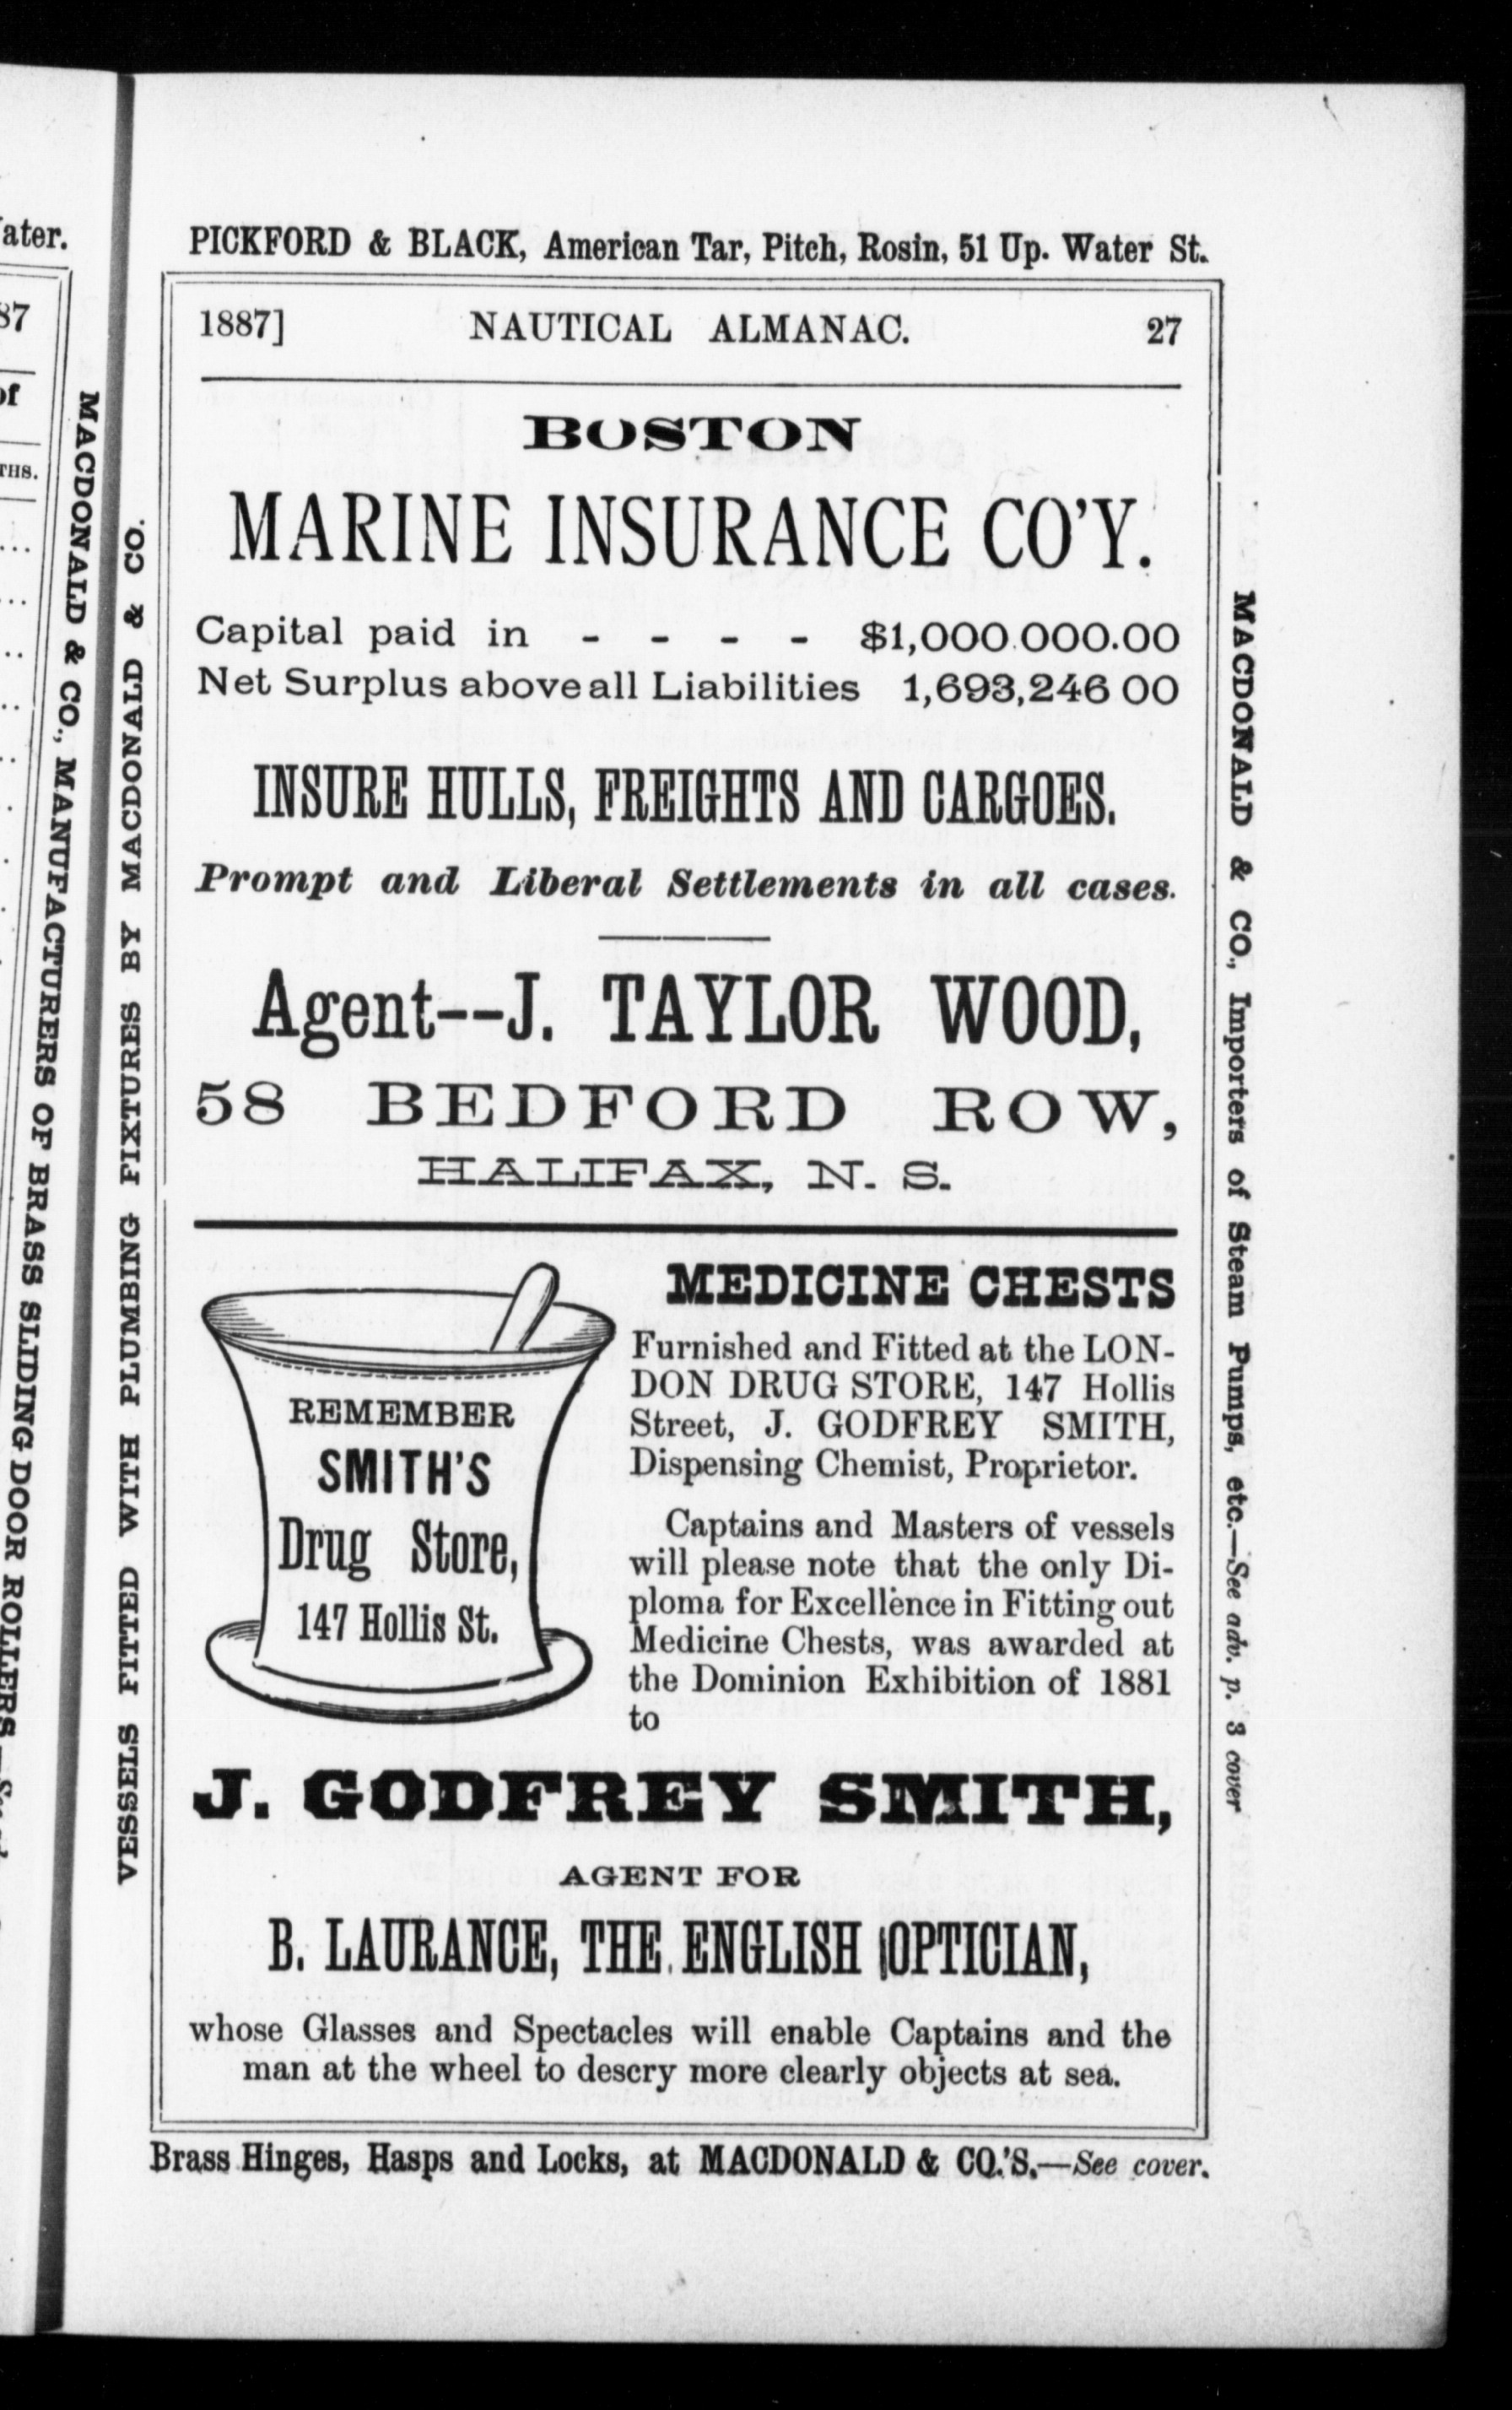 PICKFORD & BLACK, American Tar, Pitch, Rosin, 51 Up. Water St.
1887] NAUTICAL ALMANAC. 27
BOSTON
MARINE INSURANCE CO'Y.
Capital paid in - - - - $1,000.000.00
Net Surplus above all Liabilities 1,693,246 00
INSURE HULLS, FREIGHTS AND CARGOES.
Prompt and Liberal Settlements in all cases.
Agent--J. TAYLOR WOOD,
58 BEDFORD ROW,
HALIFAX, N. S.
REMEMBER
SMITH'S
Drug Store,
147 Hollis St.
MEDICINE CHESTS
Furnished and Fitted at the LON-
DON DRUG STORE, 147 Hollis
Street, J. GODFREY SMITH,
Dispensing Chemist, Proprietor.
Captains and Masters of vessels
will please note that the only Di-
ploma for Excellence in Fitting out
Medicine Chests, was awarded at
the Dominion Exhibition of 1881
to
J. GODFREY SMITH,
AGENT FOR
B. LAURANCE, THE ENGLISH OPTICIAN,
whose Glasses and Spectacles will enable Captains and the
man at the wheel to descry more clearly objects at sea.
Brass Hinges, Hasps and Locks, at MACDONALD & CO.'S.—See cover.
VESSELS FITTED WITH PLUMBING FIXTURES BY MACDONALD & CO.
MACDONALD & CO., Importers of Steam Pumps, etc.—See adv. p. 3 cover
ater.
87
of
THS.
MACDONALD & CO., MANUFACTURERS OF BRASS SLIDING DOOR ROLLERS